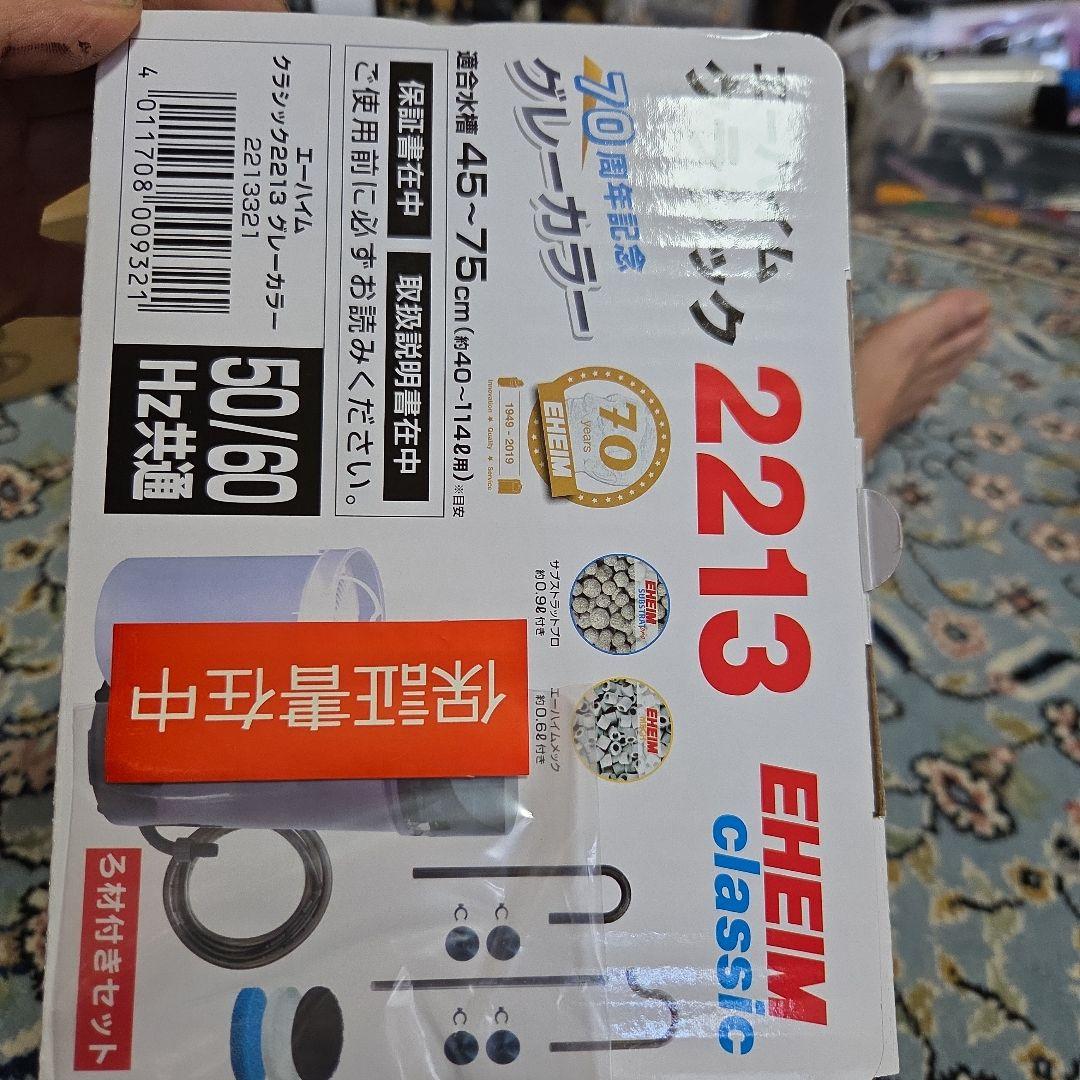 エーハイム
クラシック 2213
EHEIM
classic
70周年記念
グレーカラー
70
years
EHEIM
1949 - 2019
Innovation ★ Quality ★ Service
適合水槽 45～75cm(約40～114ℓ用)※目安
保証書在中 取扱説明書在中
ご使用前に必ずお読みください。
エーハイム
クラシック2213 グレーカラー
2213321
4 011708 009321
50/60
Hz共通
EHEIM
SUBSTRAT
サブストラットプロ
約0.9ℓ付き
EHEIM
エーハイムメック
約0.6ℓ付き
保証書在中
ろ材付きセット